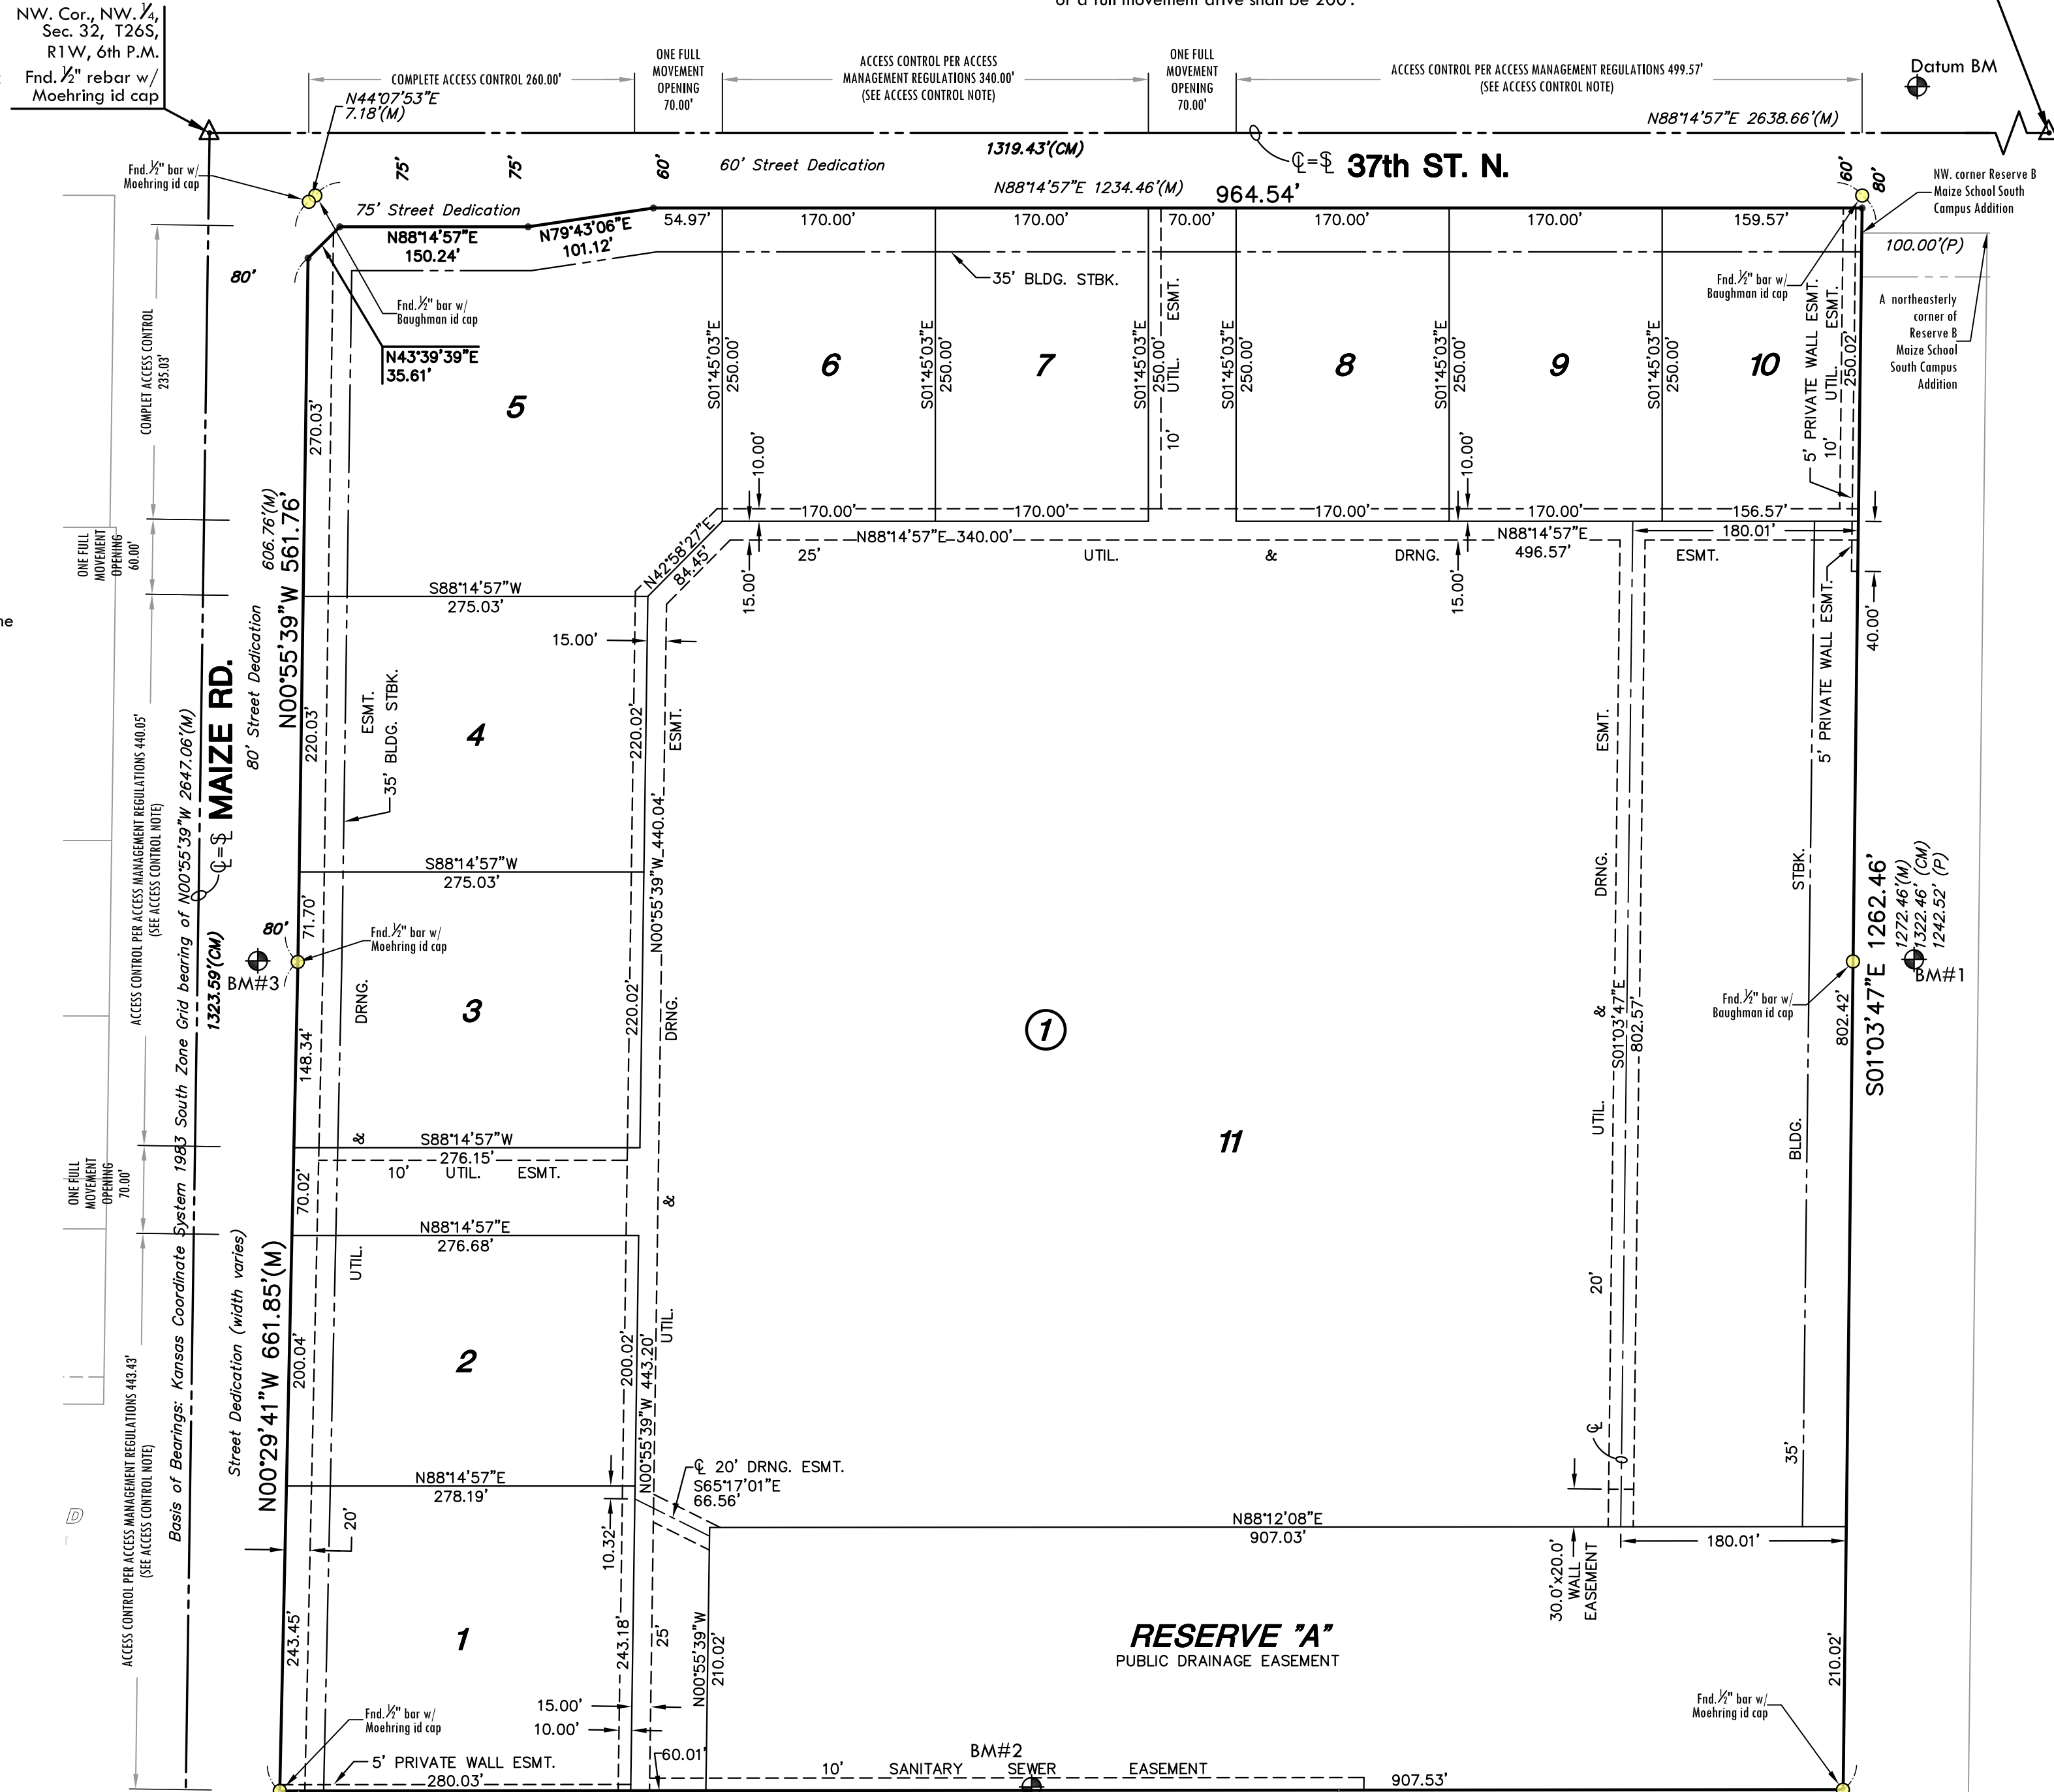 of a full movement drive shall be 200'.
NW. Cor., NW. ¼,
Sec. 32, T26S,
R1W, 6th P.M.
Fnd. ½" rebar w/
Moehring id cap
COMPLETE ACCESS CONTROL 260.00'
ONE FULL
MOVEMENT
OPENING
70.00'
ACCESS CONTROL PER ACCESS
MANAGEMENT REGULATIONS 340.00'
(SEE ACCESS CONTROL NOTE)
ONE FULL
MOVEMENT
OPENING
70.00'
ACCESS CONTROL PER ACCESS MANAGEMENT REGULATIONS 499.57'
(SEE ACCESS CONTROL NOTE)
Datum BM
N44°07'53"E
7.18'(M)
N88°14'57"E 2638.66'(M)
1319.43'(CM)
Fnd. ½" bar w/
Moehring id cap
75'
75'
60'
60' Street Dedication
℄=SL 37th ST. N.
60'
80'
NW. corner Reserve B
Maize School South
Campus Addition
N88°14'57"E 1234.46'(M)
964.54'
75' Street Dedication
N88°14'57"E
150.24'
N79°43'06"E
101.12'
54.97'
170.00'
170.00'
70.00'
170.00'
170.00'
159.57'
100.00'(P)
80'
35' BLDG. STBK.
Fnd. ½" bar w/
Baughman id cap
Fnd. ½" bar w/
Baughman id cap
A northeasterly
corner of
Reserve B
Maize School
South Campus
Addition
N43°39'39"E
35.61'
COMPLET ACCESS CONTROL
235.03'
270.03'
5
S01°45'03"E
250.00'
6
S01°45'03"E
250.00'
7
S01°45'03"E
250.00'
10' UTIL. ESMT.
S01°45'03"E
250.00'
8
S01°45'03"E
250.00'
9
S01°45'03"E
250.00'
10
5' PRIVATE WALL ESMT.
10' UTIL. ESMT.
250.02'
10.00'
10.00'
170.00'
170.00'
170.00'
170.00'
156.57'
ONE FULL
MOVEMENT
OPENING
60.00'
606.76'(M)
N00°55'39"W 561.76'
N42°58'27"E
84.45'
N88°14'57"E 340.00'
N88°14'57"E
496.57'
180.01'
25' UTIL. & DRNG. ESMT.
15.00'
15.00'
40.00'
5' PRIVATE WALL ESMT.
S88°14'57"W
275.03'
15.00'
ne
80' Street Dedication
℄=SL MAIZE RD.
ACCESS CONTROL PER ACCESS MANAGEMENT REGULATIONS 440.05'
(SEE ACCESS CONTROL NOTE)
Basis of Bearings: Kansas Coordinate System 1983 South Zone Grid bearing of N00°55'39"W 2647.06'(M)
1323.59'(CM)
220.03'
UTIL. & DRNG. ESMT.
35' BLDG. STBK.
4
220.02'
N00°55'39"W 440.04'
UTIL. & DRNG. ESMT.
20' UTIL. & DRNG. ESMT.
S88°14'57"W
275.03'
71.70'
80'
BM#3
Fnd. ½" bar w/
Moehring id cap
148.34'
3
220.02'
1
11
S01°03'47"E
802.57'
35' BLDG. STBK.
Fnd. ½" bar w/
Baughman id cap
802.42'
S01°03'47"E 1262.46'
1272.46'(M)
1322.46' (CM)
1242.52' (P)
BM#1
S88°14'57"W
276.15'
10' UTIL. ESMT.
ONE FULL
MOVEMENT
OPENING
70.00'
70.02'
N88°14'57"E
276.68'
Street Dedication (width varies)
N00°29'41"W 661.85'(M)
ACCESS CONTROL PER ACCESS MANAGEMENT REGULATIONS 443.43'
(SEE ACCESS CONTROL NOTE)
200.04'
2
200.02'
N00°55'39"W 443.20'
℄
D
N88°14'57"E
278.19'
℄ 20' DRNG. ESMT.
S65°17'01"E
66.56'
20'
10.32'
N88°12'08"E
907.03'
180.01'
30.0'x20.0'
WALL
EASEMENT
243.45'
1
243.18'
25'
N00°55'39"W
210.02'
RESERVE "A"
PUBLIC DRAINAGE EASEMENT
210.02'
Fnd. ½" bar w/
Moehring id cap
15.00'
10.00'
Fnd. ½" bar w/
Moehring id cap
5' PRIVATE WALL ESMT.
280.03'
60.01'
BM#2
10' SANITARY SEWER EASEMENT
907.53'